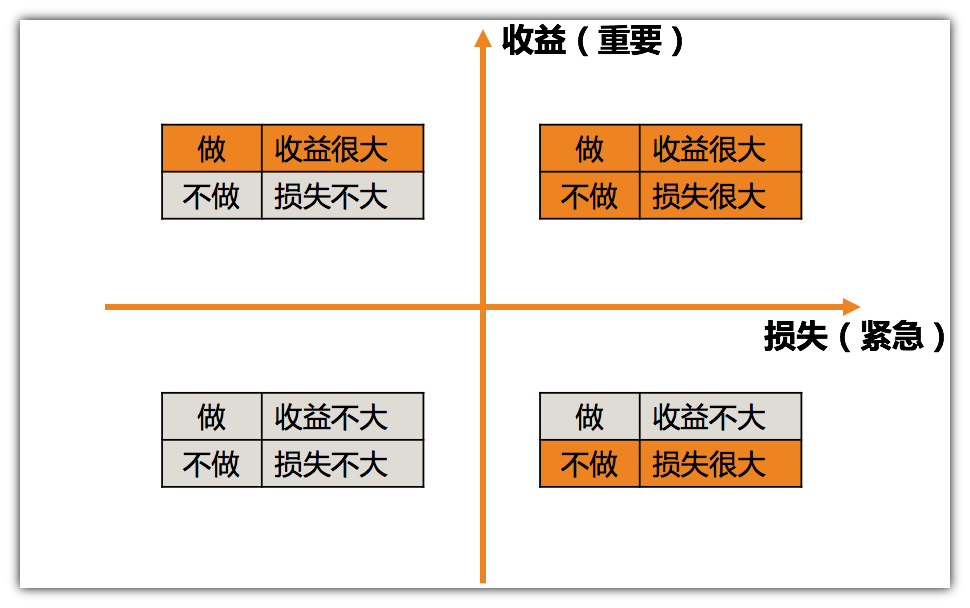 收益（重要）
做 收益很大
不做 损失不大
做 收益很大
不做 损失很大
损失（紧急）
做 收益不大
不做 损失不大
做 收益不大
不做 损失很大